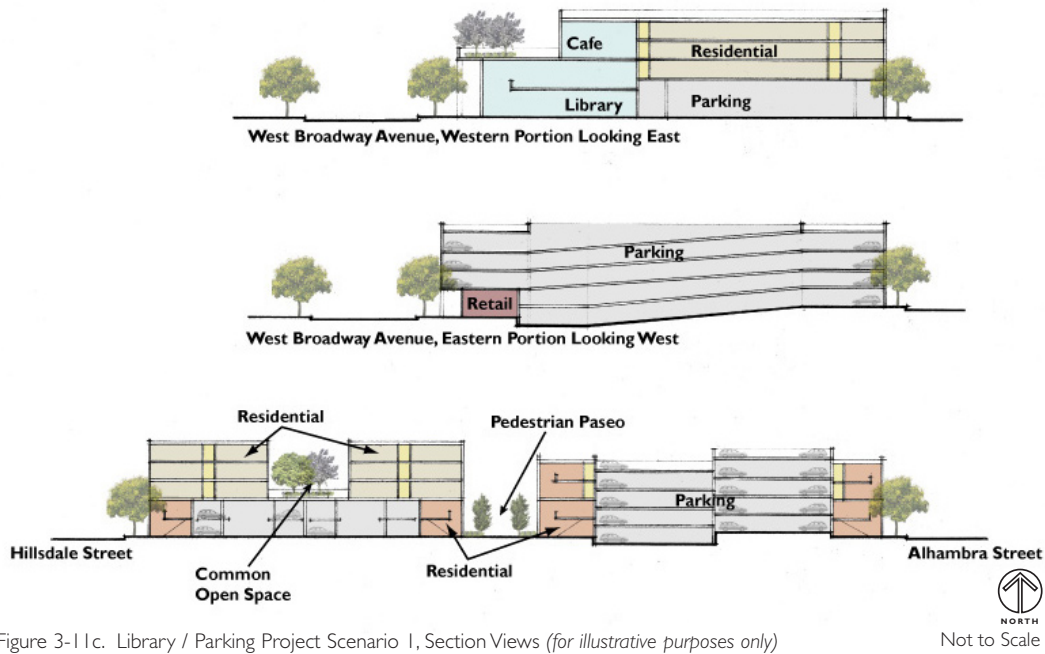 Cafe
Residential
Library
Parking
West Broadway Avenue, Western Portion Looking East
Parking
Retail
West Broadway Avenue, Eastern Portion Looking West
Residential
Pedestrian Paseo
Parking
Hillsdale Street
Alhambra Street
Common
Open Space
Residential
NORTH
Figure 3-11c. Library / Parking Project Scenario 1, Section Views (for illustrative purposes only)
Not to Scale